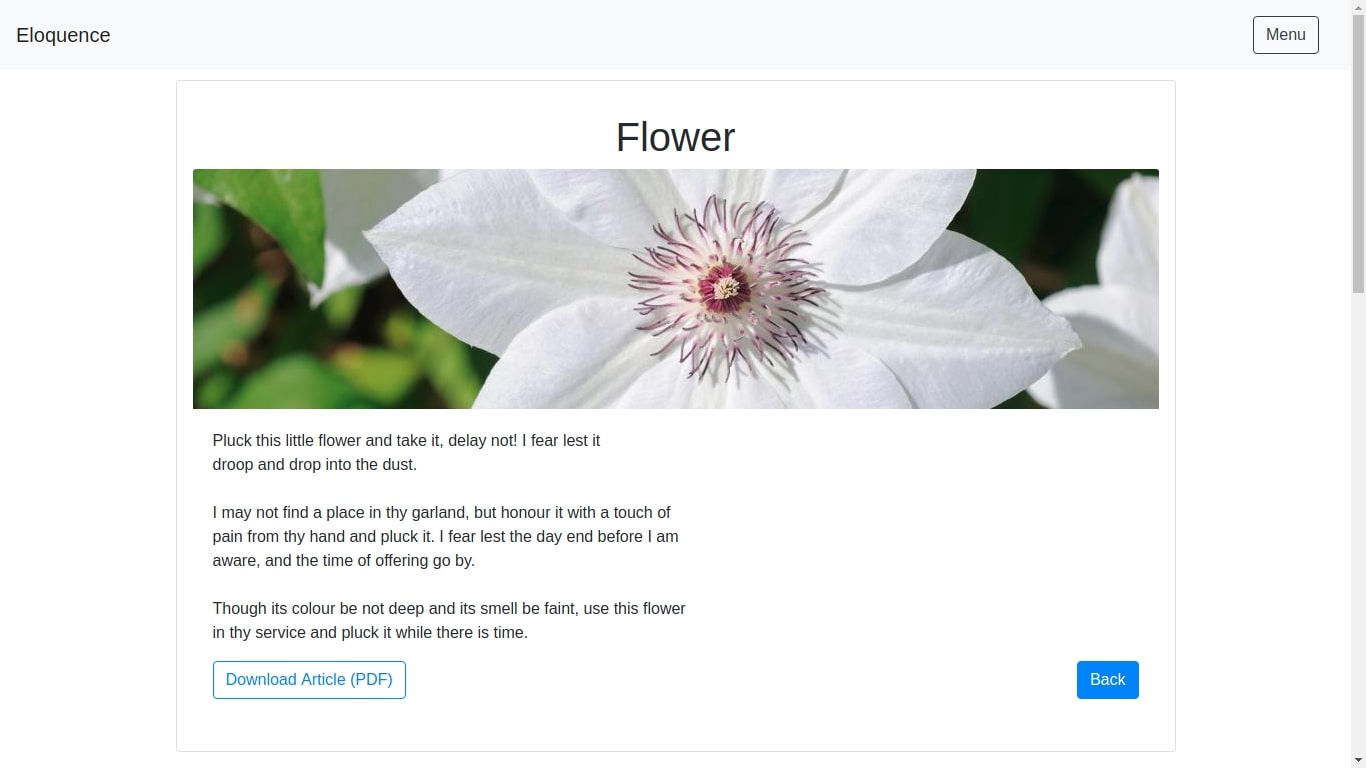 Eloquence
Menu
Flower
Pluck this little flower and take it, delay not! I fear lest it
droop and drop into the dust.
I may not find a place in thy garland, but honour it with a touch of
pain from thy hand and pluck it. I fear lest the day end before I am
aware, and the time of offering go by.
Though its colour be not deep and its smell be faint, use this flower
in thy service and pluck it while there is time.
Download Article (PDF)
Back